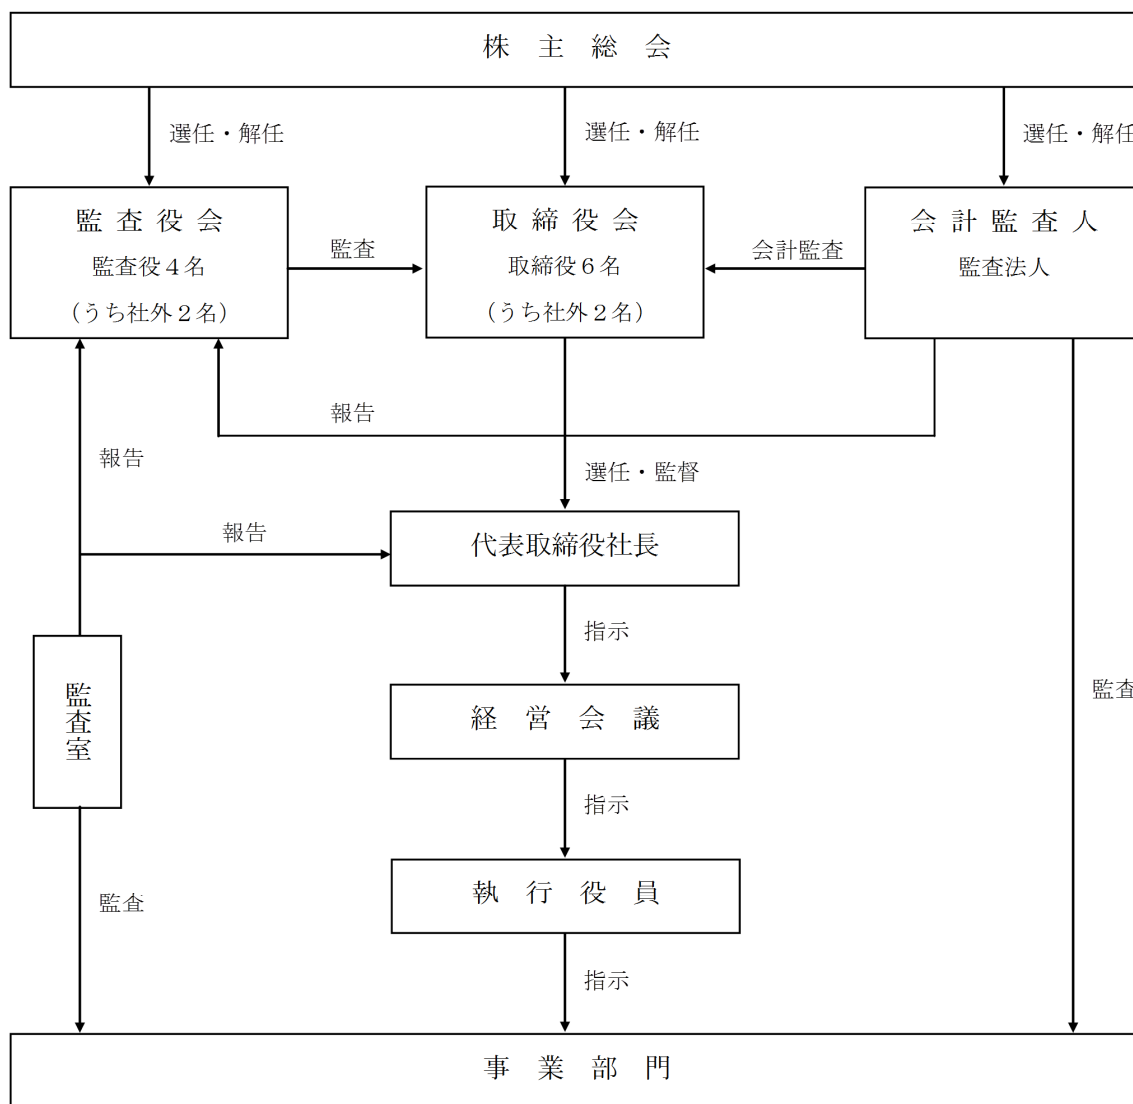 株主総会
選任・解任
選任・解任
選任・解任
監査役会
監査役４名
（うち社外２名）
監査
取締役会
取締役６名
（うち社外２名）
会計監査
会計監査人
監査法人
報告
報告
選任・監督
報告
代表取締役社長
指示
監査室
経営会議
監査
指示
執行役員
監査
指示
事業部門